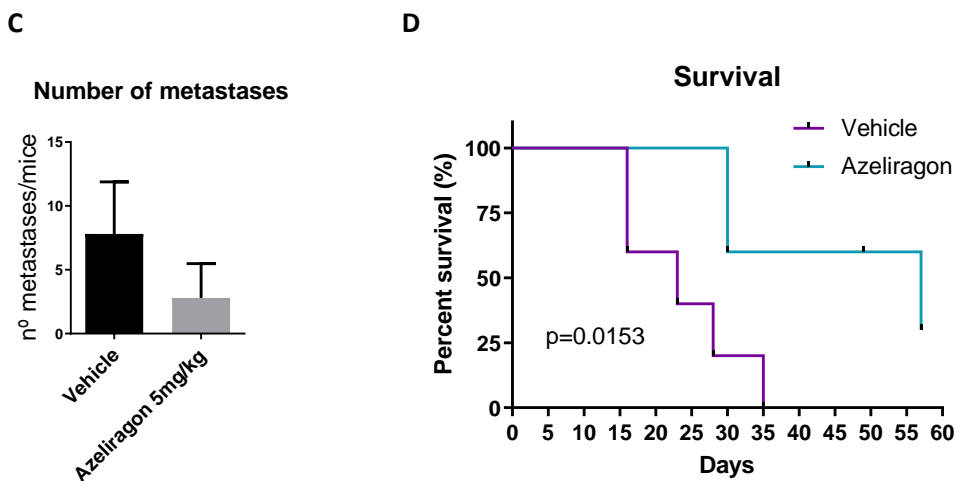 C
Number of metastases
nº metastases/mice
15
10
5
0
Vehicle
Azeliragon 5mg/kg
D
Survival
Vehicle
Azeliragon
Percent survival (%)
100
75
50
25
0
p=0.0153
0 5 10 15 20 25 30 35 40 45 50 55 60
Days